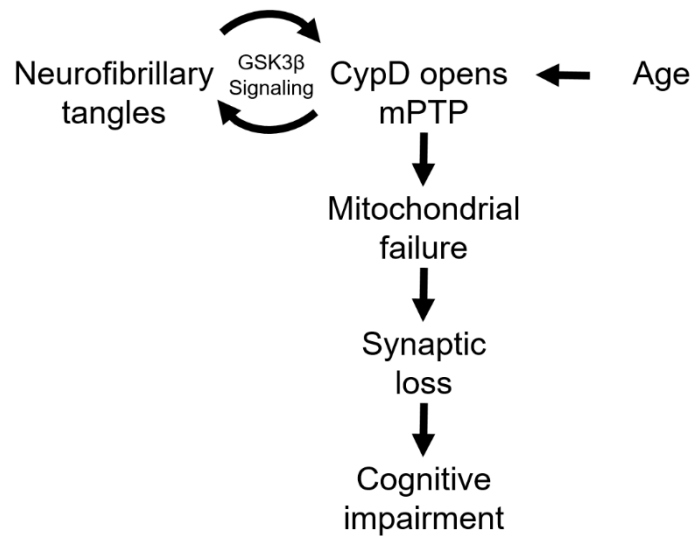 Neurofibrillary
tangles
GSK3β
Signaling
CypD opens
mPTP
Age
Mitochondrial
failure
Synaptic
loss
Cognitive
impairment